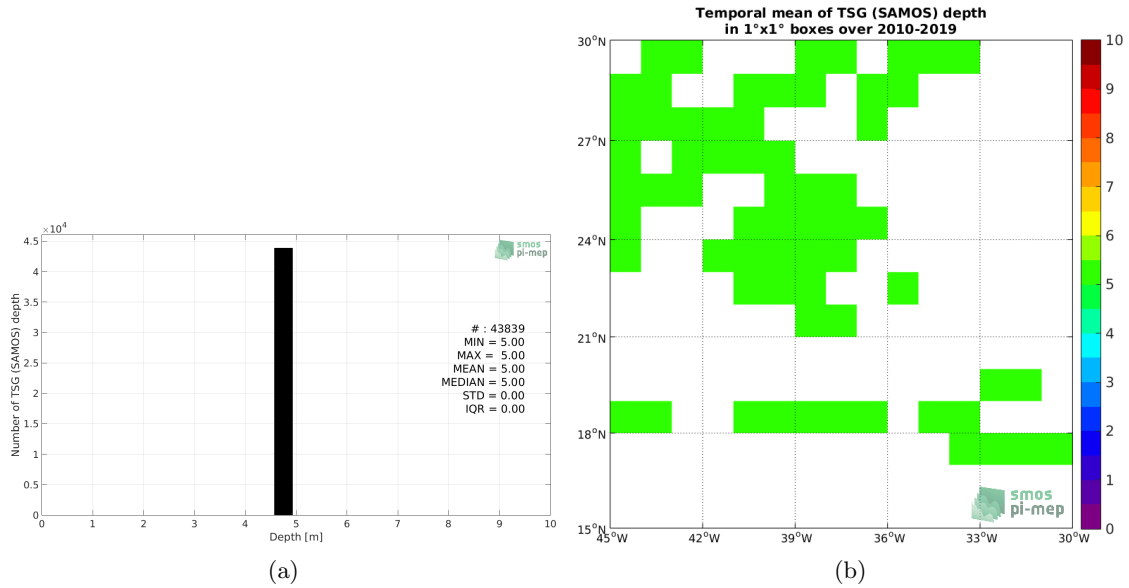 ×10⁴
4.5
4
3.5
3
2.5
2
1.5
1
0.5
0
Number of TSG (SAMOS) depth
smos
pi-mep
# : 43839
MIN = 5.00
MAX = 5.00
MEAN = 5.00
MEDIAN = 5.00
STD = 0.00
IQR = 0.00
0 1 2 3 4 5 6 7 8 9 10
Depth [m]
(a)
Temporal mean of TSG (SAMOS) depth
in 1°x1° boxes over 2010-2019
30°N
27°N
24°N
21°N
18°N
15°N
45°W 42°W 39°W 36°W 33°W 30°W
smos
pi-mep
10
9
8
7
6
5
4
3
2
1
0
(b)